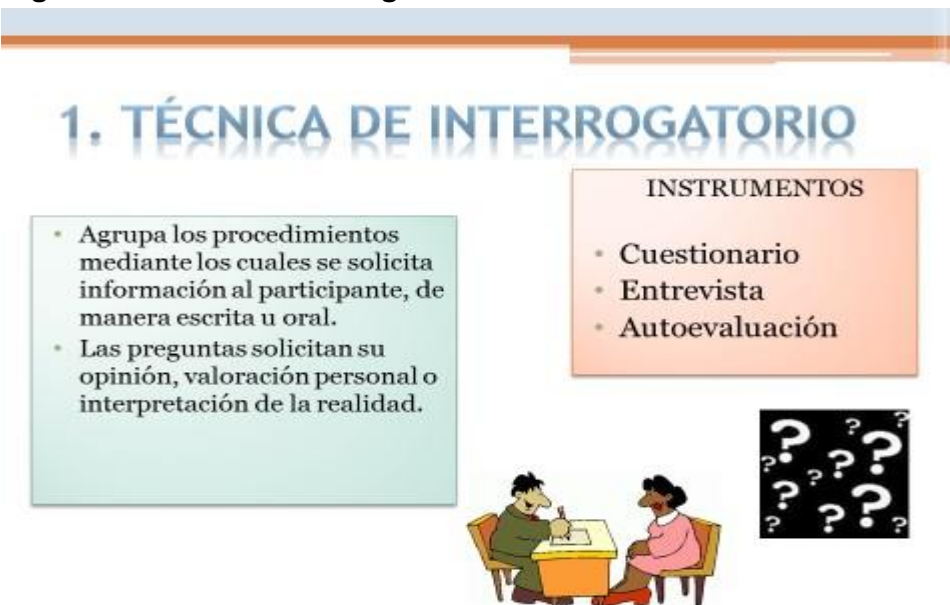 1. TÉCNICA DE INTERROGATORIO
• Agrupa los procedimientos
mediante los cuales se solicita
información al participante, de
manera escrita u oral.
• Las preguntas solicitan su
opinión, valoración personal o
interpretación de la realidad.
INSTRUMENTOS
• Cuestionario
• Entrevista
• Autoevaluación